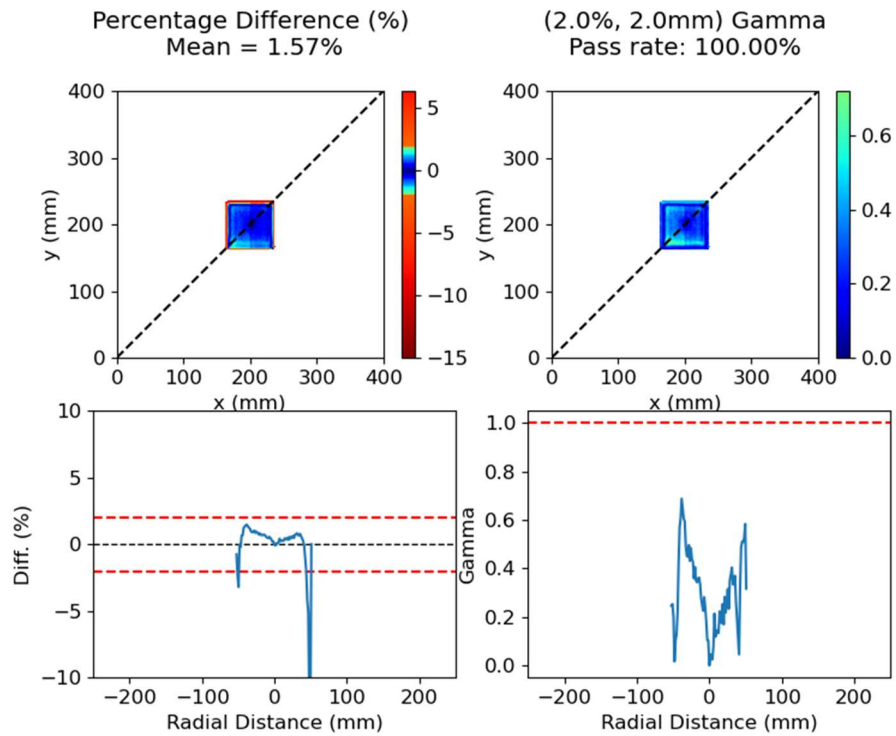 Percentage Difference (%)
Mean = 1.57%
(2.0%, 2.0mm) Gamma
Pass rate: 100.00%
400
300
200
100
0
y (mm)
0 100 200 300 400
x (mm)
5
0
−5
−10
−15
400
300
200
100
0
y (mm)
0 100 200 300 400
x (mm)
0.6
0.4
0.2
0.0
10
5
0
−5
−10
Diff. (%)
−200 −100 0 100 200
Radial Distance (mm)
1.0
0.8
0.6
0.4
0.2
0.0
Gamma
−200 −100 0 100 200
Radial Distance (mm)